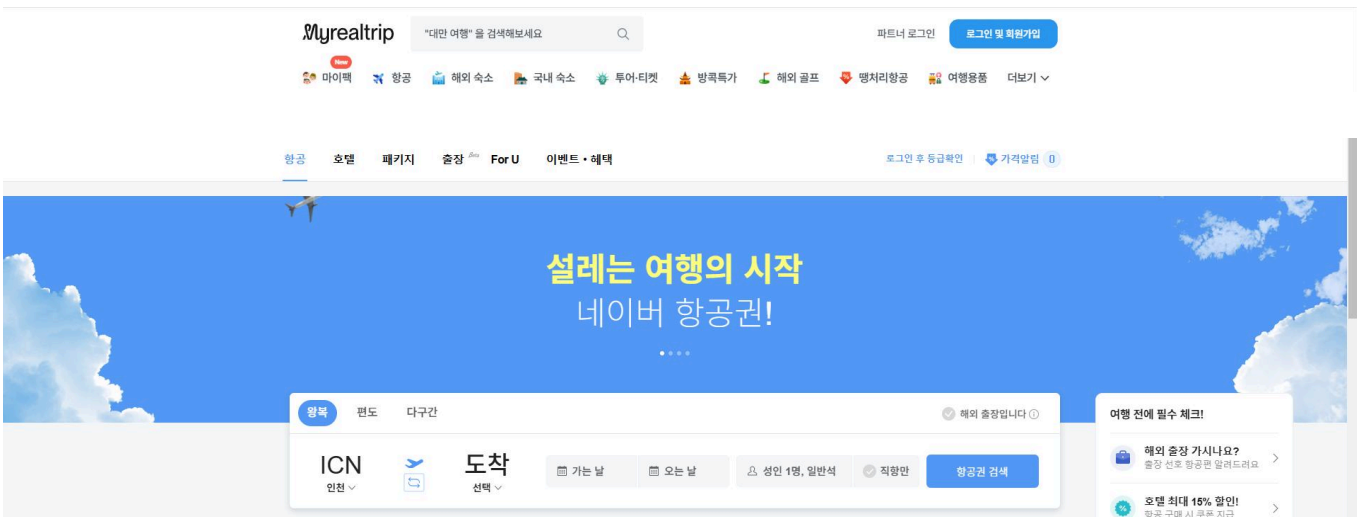 Myrealtrip
"대만 여행" 을 검색해보세요
파트너 로그인
로그인 및 회원가입
New
마이팩
항공
해외 숙소
국내 숙소
투어·티켓
방콕특가
해외 골프
땡처리항공
여행용품
더보기
항공
호텔
패키지
출장
For U
이벤트・혜택
로그인 후 등급확인
가격알림 0
설레는 여행의 시작
네이버 항공권!
왕복
편도
다구간
해외 출장입니다
여행 전에 필수 체크!
ICN
인천
도착
선택
가는 날
오는 날
성인 1명, 일반석
직항만
항공권 검색
해외 출장 가시나요?
출장 선호 항공편 알려드려요
호텔 최대 15% 할인!
항공 구매 시 쿠폰 지급